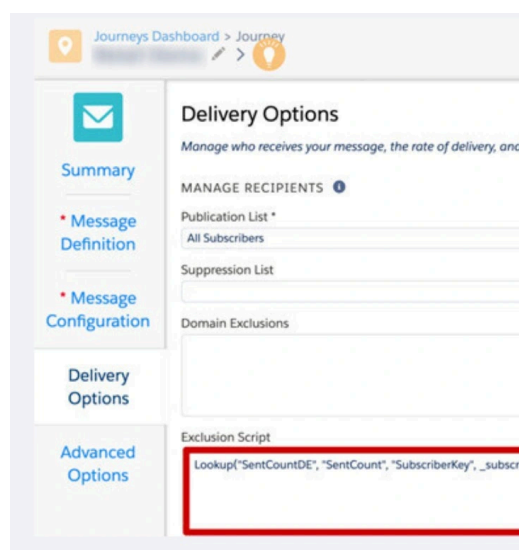 Journeys Dashboard > Journey
>
Delivery Options
Manage who receives your message, the rate of delivery, and
Summary
MANAGE RECIPIENTS
* Message
Definition
Publication List *
All Subscribers
Suppression List
* Message
Configuration
Domain Exclusions
Delivery
Options
Advanced
Options
Exclusion Script
Lookup("SentCountDE", "SentCount", "SubscriberKey", _subscr